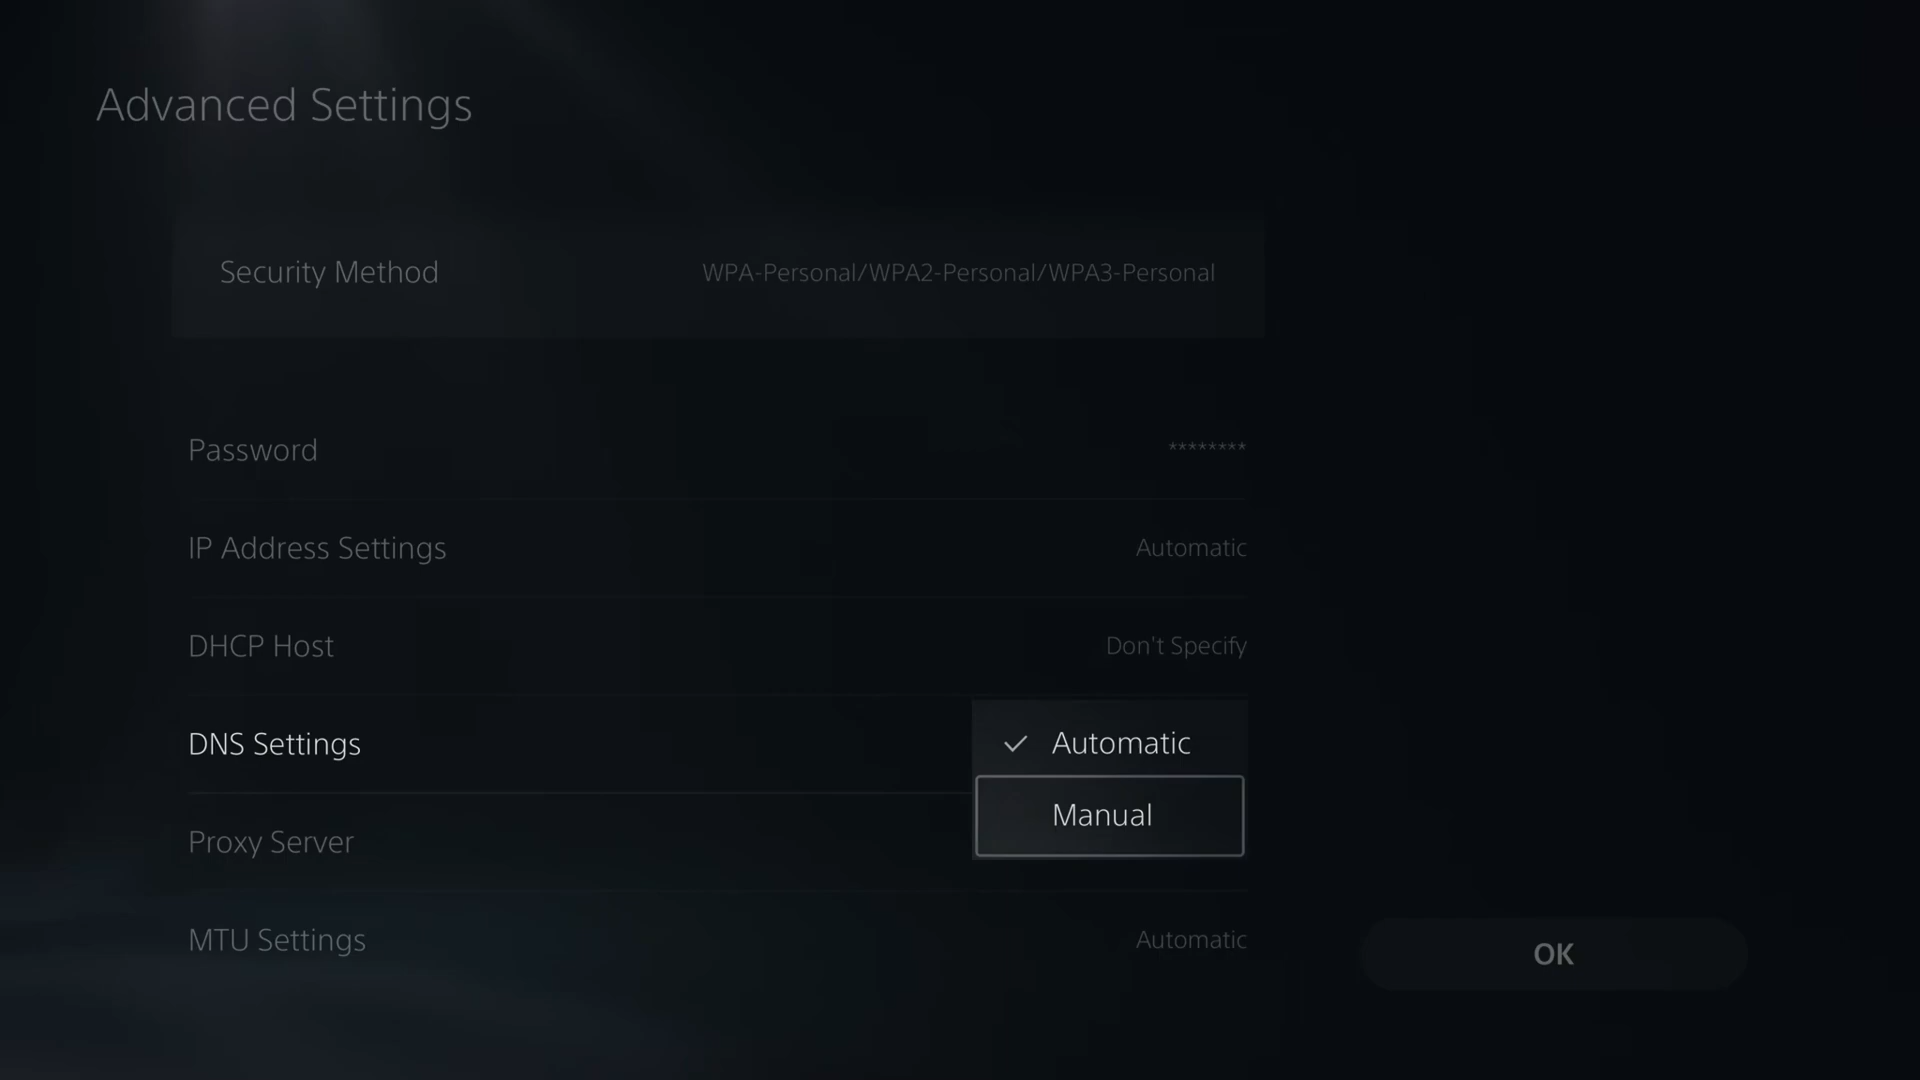 Advanced Settings
Security Method WPA-Personal/WPA2-Personal/WPA3-Personal
Password ********
IP Address Settings Automatic
DHCP Host Don't Specify
DNS Settings ✓ Automatic
Manual
Proxy Server
MTU Settings Automatic
OK